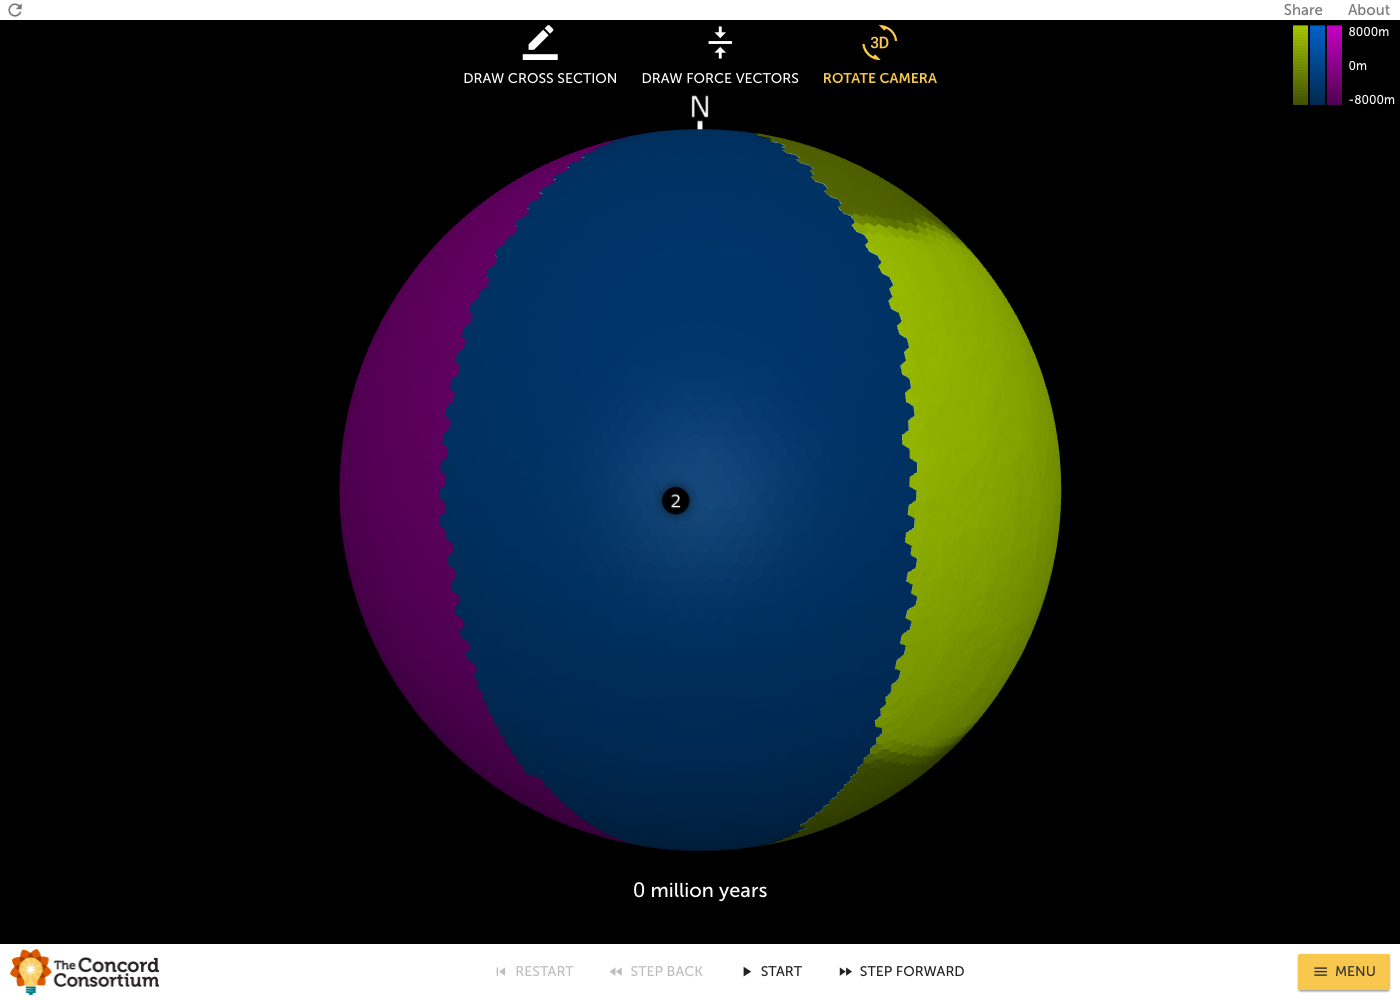 Share About
DRAW CROSS SECTION DRAW FORCE VECTORS 3D ROTATE CAMERA
8000m
0m
-8000m
N
2
0 million years
The Concord Consortium
RESTART STEP BACK START STEP FORWARD MENU